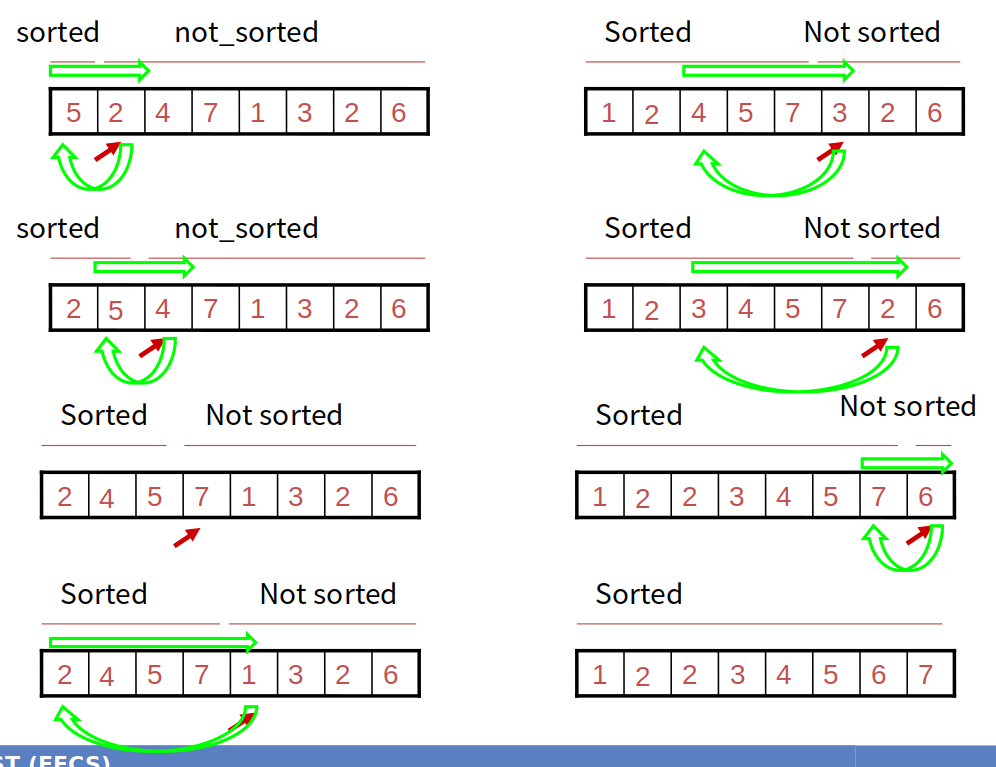 sorted not_sorted
5 2 4 7 1 3 2 6
sorted not_sorted
2 5 4 7 1 3 2 6
Sorted Not sorted
2 4 5 7 1 3 2 6
Sorted Not sorted
2 4 5 7 1 3 2 6
Sorted Not sorted
1 2 4 5 7 3 2 6
Sorted Not sorted
1 2 3 4 5 7 2 6
Sorted Not sorted
1 2 2 3 4 5 7 6
Sorted
1 2 2 3 4 5 6 7
ST (EECS)